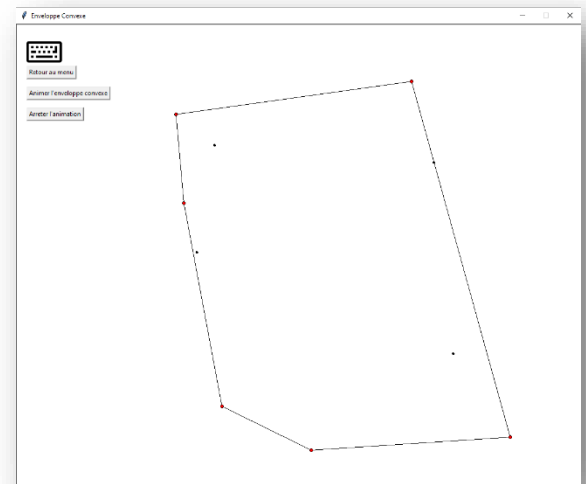 Enveloppe Convexe
Retour au menu
Animer l'enveloppe convexe
Arreter l'animation